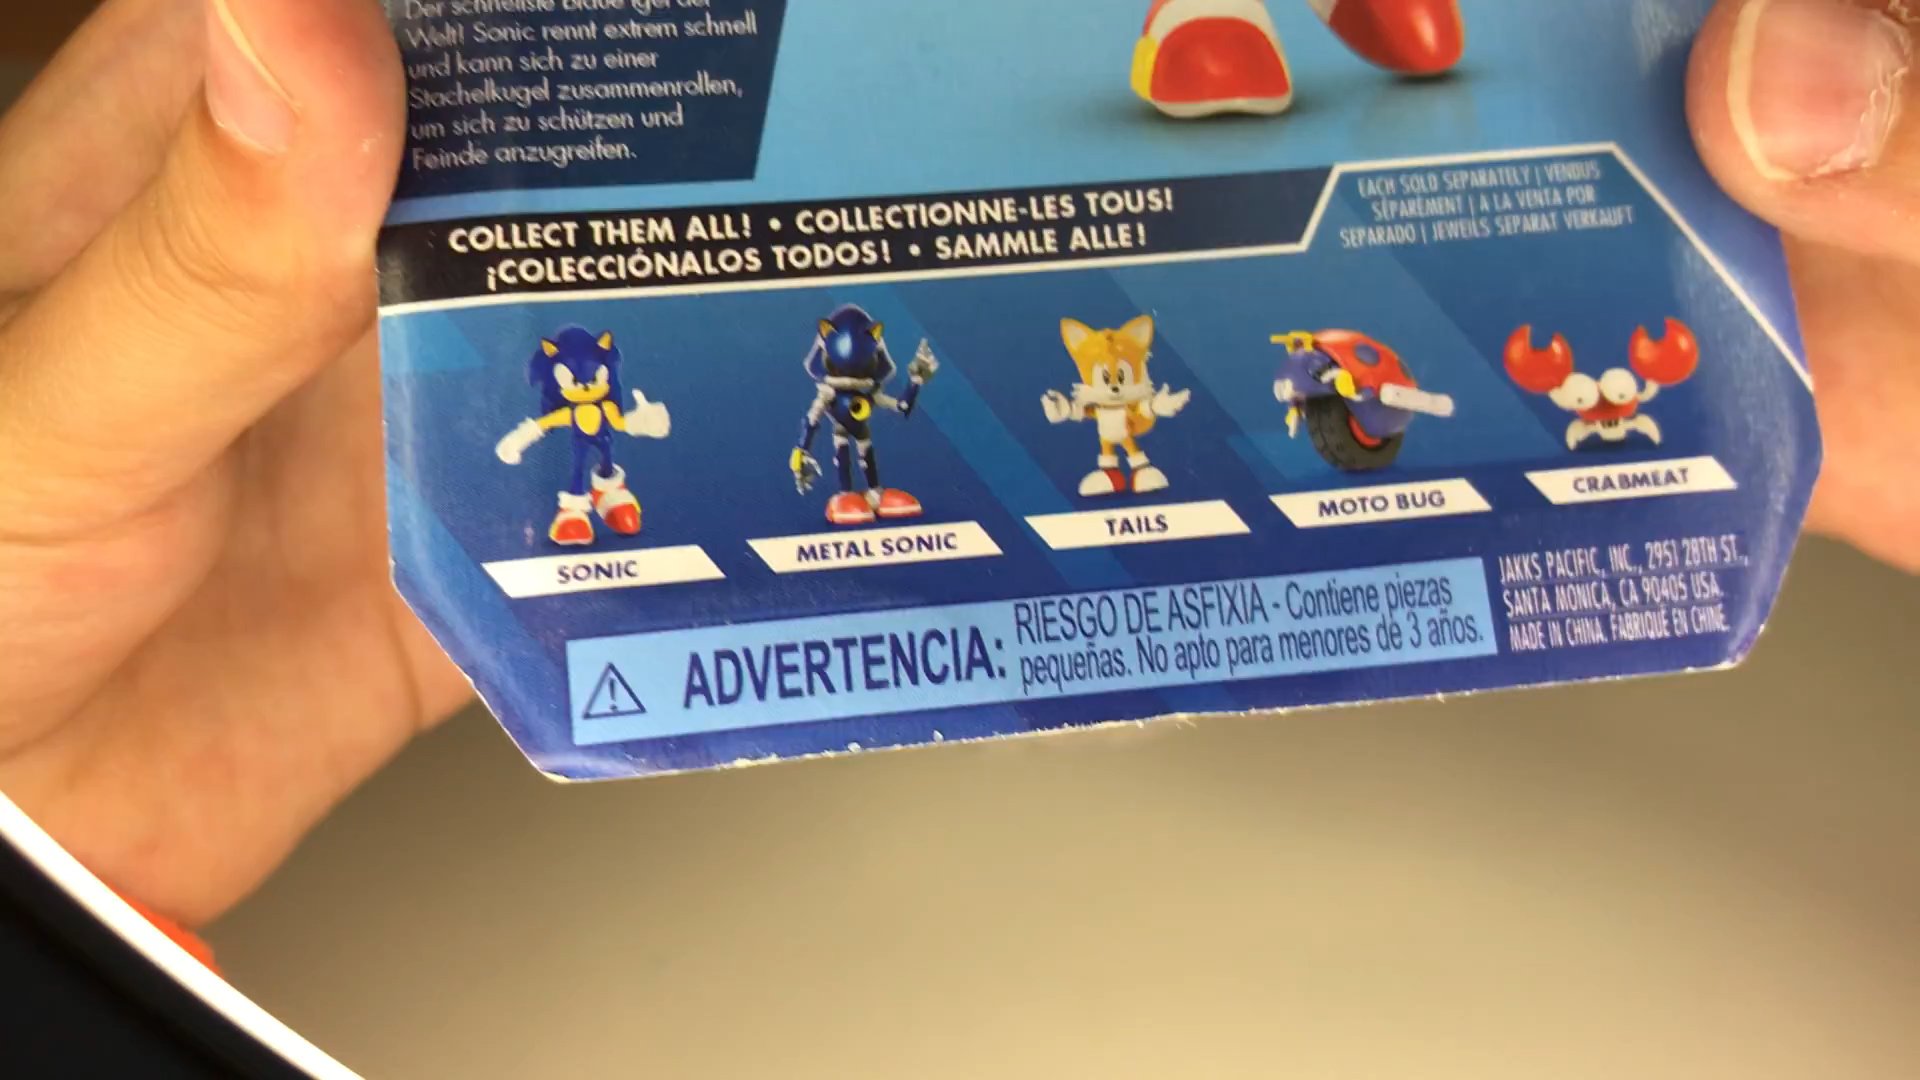 Der schnellste blaue Igel der
Welt! Sonic rennt extrem schnell
und kann sich zu einer
Stachelkugel zusammenrollen,
um sich zu schützen und
Feinde anzugreifen.
COLLECT THEM ALL! • COLLECTIONNE-LES TOUS!
¡COLECCIÓNALOS TODOS! • SAMMLE ALLE!
EACH SOLD SEPARATELY | VENDUS
SÉPARÉMENT | A LA VENTA POR
SEPARADO | JEWEILS SEPARAT VERKAUFT
SONIC
METAL SONIC
TAILS
MOTO BUG
CRABMEAT
ADVERTENCIA:
RIESGO DE ASFIXIA - Contiene piezas
pequeñas. No apto para menores de 3 años.
JAKKS PACIFIC, INC., 2951 28TH ST.,
SANTA MONICA, CA 90405 USA.
MADE IN CHINA. FABRIQUÉ EN CHINE.